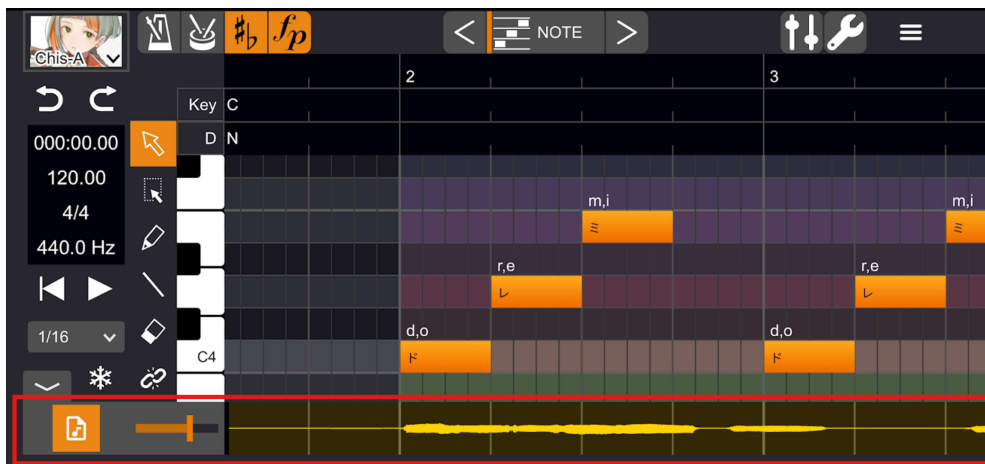 Chis-A
♯♭ fp
NOTE
2 3
Key C
D N
000:00.00
120.00
4/4
440.0 Hz
1/16
C4
m,i m,i
ミ ミ
r,e r,e
レ レ
d,o d,o
ド ド